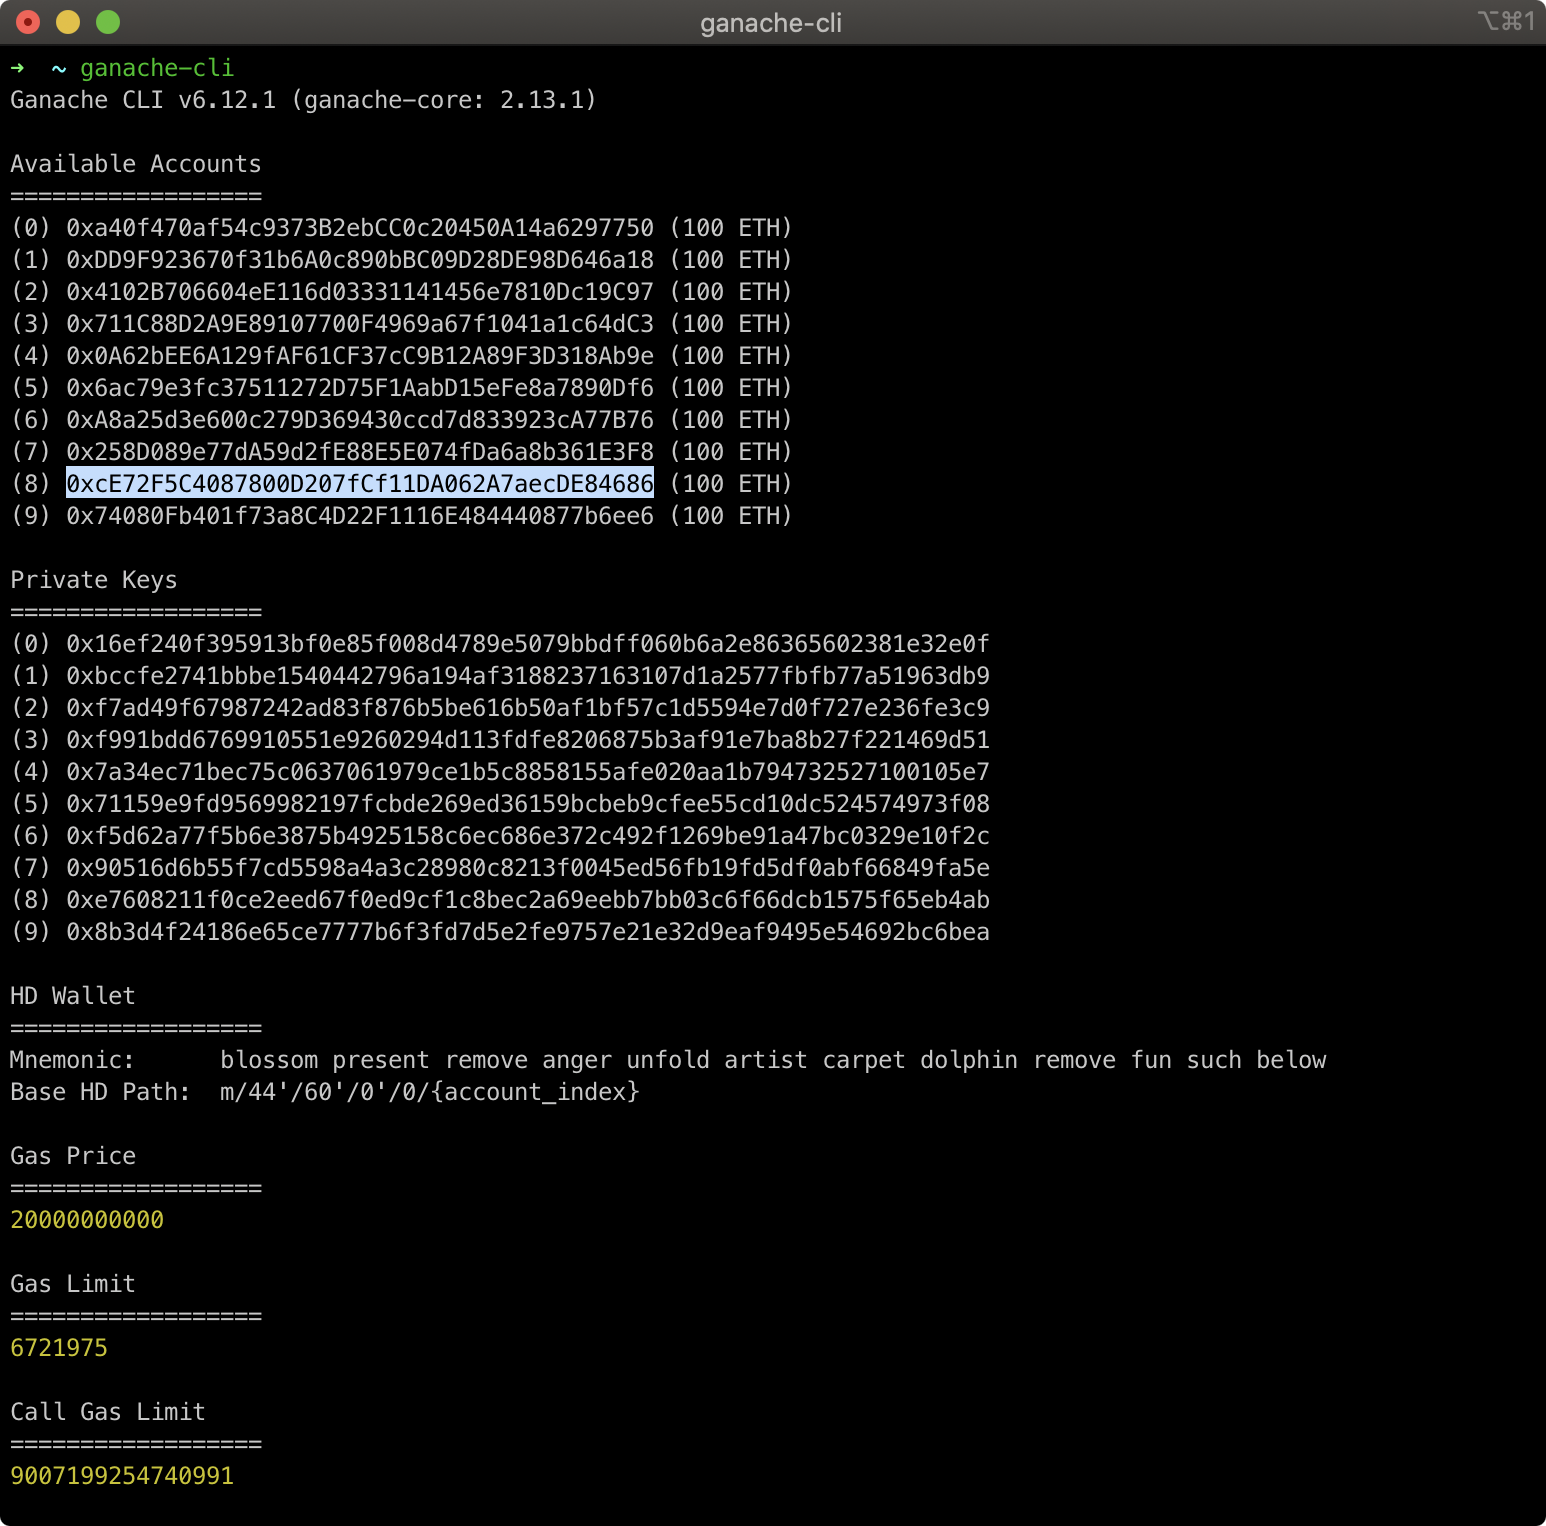 ganache-cli
⌥⌘1
➜ ~ ganache-cli
Ganache CLI v6.12.1 (ganache-core: 2.13.1)
Available Accounts
==================
(0) 0xa40f470af54c9373B2ebCC0c20450A14a6297750 (100 ETH)
(1) 0xDD9F923670f31b6A0c890bBC09D28DE98D646a18 (100 ETH)
(2) 0x4102B706604eE116d03331141456e7810Dc19C97 (100 ETH)
(3) 0x711C88D2A9E89107700F4969a67f1041a1c64dC3 (100 ETH)
(4) 0x0A62bEE6A129fAF61CF37cC9B12A89F3D318Ab9e (100 ETH)
(5) 0x6ac79e3fc37511272D75F1AabD15eFe8a7890Df6 (100 ETH)
(6) 0xA8a25d3e600c279D369430ccd7d833923cA77B76 (100 ETH)
(7) 0x258D089e77dA59d2fE88E5E074fDa6a8b361E3F8 (100 ETH)
(8) 0xcE72F5C4087800D207fCf11DA062A7aecDE84686 (100 ETH)
(9) 0x74080Fb401f73a8C4D22F1116E484440877b6ee6 (100 ETH)
Private Keys
==================
(0) 0x16ef240f395913bf0e85f008d4789e5079bbdff060b6a2e86365602381e32e0f
(1) 0xbccfe2741bbbe1540442796a194af3188237163107d1a2577fbfb77a51963db9
(2) 0xf7ad49f67987242ad83f876b5be616b50af1bf57c1d5594e7d0f727e236fe3c9
(3) 0xf991bdd6769910551e9260294d113fdfe8206875b3af91e7ba8b27f221469d51
(4) 0x7a34ec71bec75c0637061979ce1b5c8858155afe020aa1b794732527100105e7
(5) 0x71159e9fd9569982197fcbde269ed36159bcbeb9cfee55cd10dc524574973f08
(6) 0xf5d62a77f5b6e3875b4925158c6ec686e372c492f1269be91a47bc0329e10f2c
(7) 0x90516d6b55f7cd5598a4a3c28980c8213f0045ed56fb19fd5df0abf66849fa5e
(8) 0xe7608211f0ce2eed67f0ed9cf1c8bec2a69eebb7bb03c6f66dcb1575f65eb4ab
(9) 0x8b3d4f24186e65ce7777b6f3fd7d5e2fe9757e21e32d9eaf9495e54692bc6bea
HD Wallet
==================
Mnemonic:      blossom present remove anger unfold artist carpet dolphin remove fun such below
Base HD Path:  m/44'/60'/0'/0/{account_index}
Gas Price
==================
20000000000
Gas Limit
==================
6721975
Call Gas Limit
==================
9007199254740991